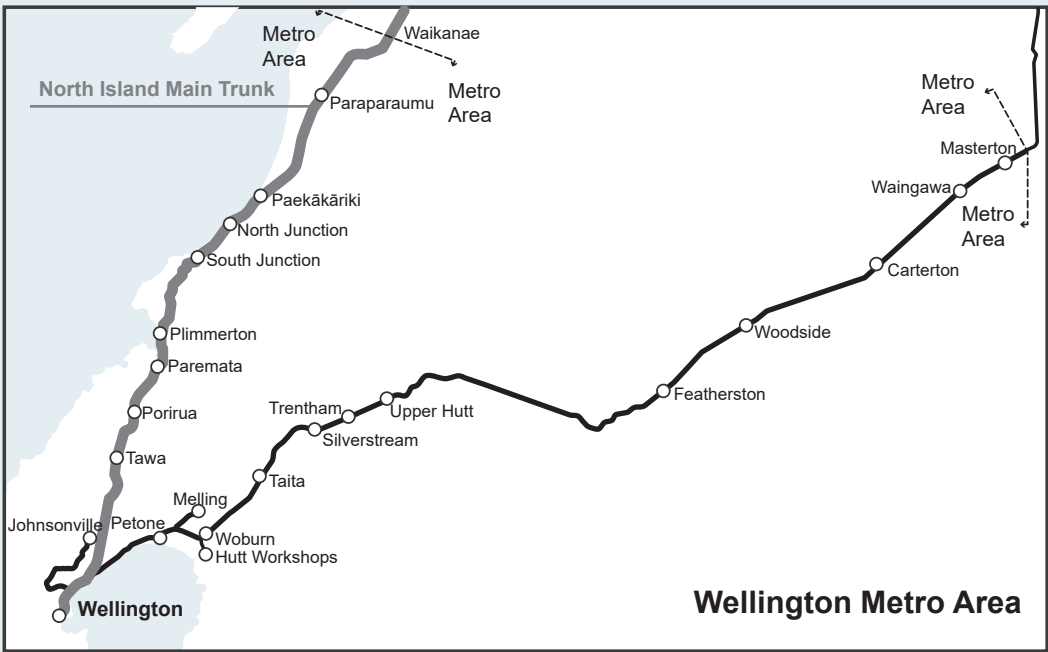 Metro
Area
Waikanae
North Island Main Trunk
Metro
Area
Paraparaumu
Metro
Area
Masterton
Waingawa
Metro
Area
Paekākāriki
North Junction
South Junction
Carterton
Plimmerton
Woodside
Paremata
Featherston
Porirua
Trentham
Upper Hutt
Silverstream
Tawa
Taita
Melling
Johnsonville
Petone
Woburn
Hutt Workshops
Wellington
Wellington Metro Area